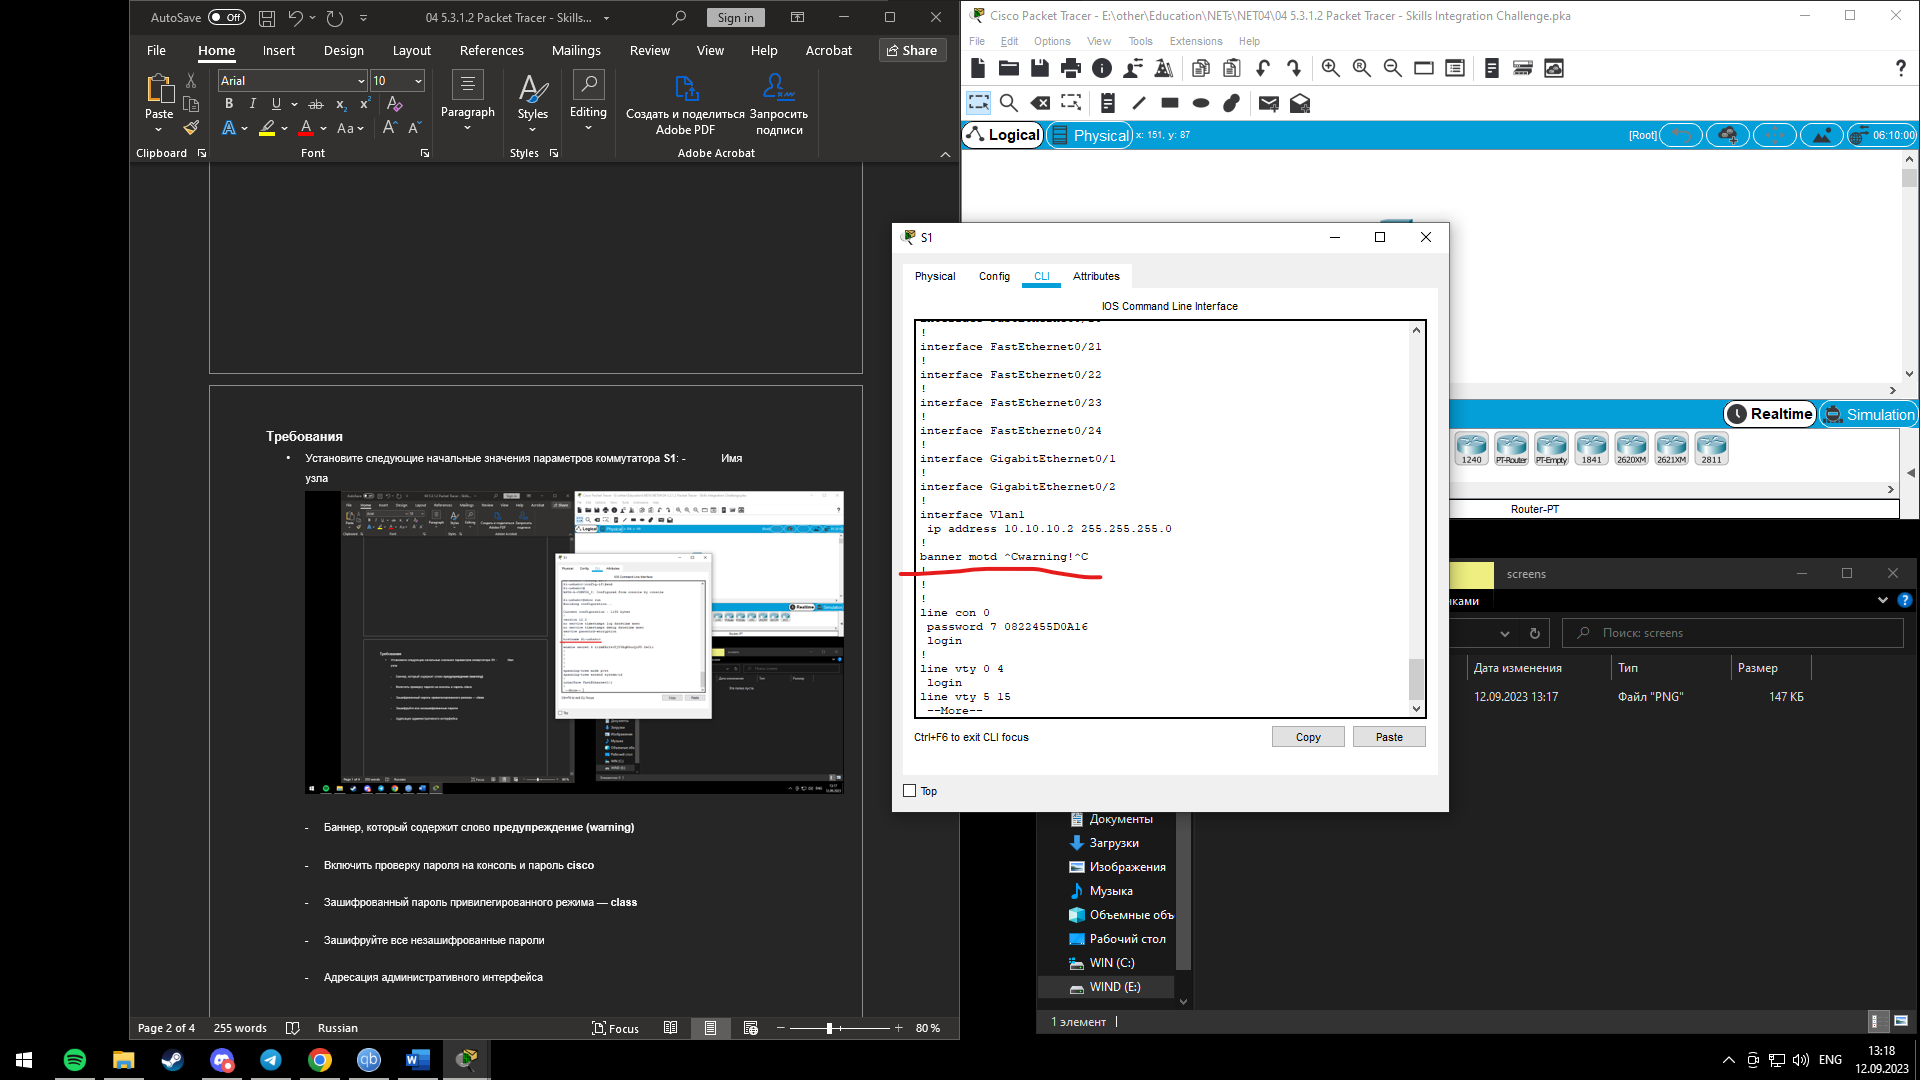 AutoSave Off 04 5.3.1.2 Packet Tracer - Skills... Sign in
File Home Insert Design Layout References Mailings Review View Help Acrobat Share
Arial 10
Paste Paragraph Styles Editing Создать и поделиться Adobe PDF Запросить подписи
Clipboard Font Styles Adobe Acrobat
Требования
• Установите следующие начальные значения параметров коммутатора S1: - Имя
узла
- Баннер, который содержит слово предупреждение (warning)
- Включить проверку пароля на консоль и пароль cisco
- Зашифрованный пароль привилегированного режима — class
- Зашифруйте все незашифрованные пароли
- Адресация административного интерфейса
Page 2 of 4 255 words Russian Focus 80 %
Cisco Packet Tracer - E:\other\Education\NETs\NET04\04 5.3.1.2 Packet Tracer - Skills Integration Challenge.pka
File Edit Options View Tools Extensions Help
Logical Physical x: 151, y: 87 [Root] 06:10:00
Realtime Simulation
1240 PT-Router PT-Empty 1841 2620XM 2621XM 2811
Router-PT
S1
Physical Config CLI Attributes
IOS Command Line Interface
!
interface FastEthernet0/21
!
interface FastEthernet0/22
!
interface FastEthernet0/23
!
interface FastEthernet0/24
!
interface GigabitEthernet0/1
!
interface GigabitEthernet0/2
!
interface Vlan1
ip address 10.10.10.2 255.255.255.0
!
banner motd ^Cwarning!^C
!
!
!
line con 0
password 7 0822455D0A16
login
!
line vty 0 4
login
line vty 5 15
--More--
Ctrl+F6 to exit CLI focus Copy Paste
Top
screens
нками
Поиск: screens
Дата изменения Тип Размер
12.09.2023 13:17 Файл "PNG" 147 КБ
Документы
Загрузки
Изображения
Музыка
Объемные объ
Рабочий стол
WIN (C:)
WIND (E:)
1 элемент
ENG 13:18
12.09.2023